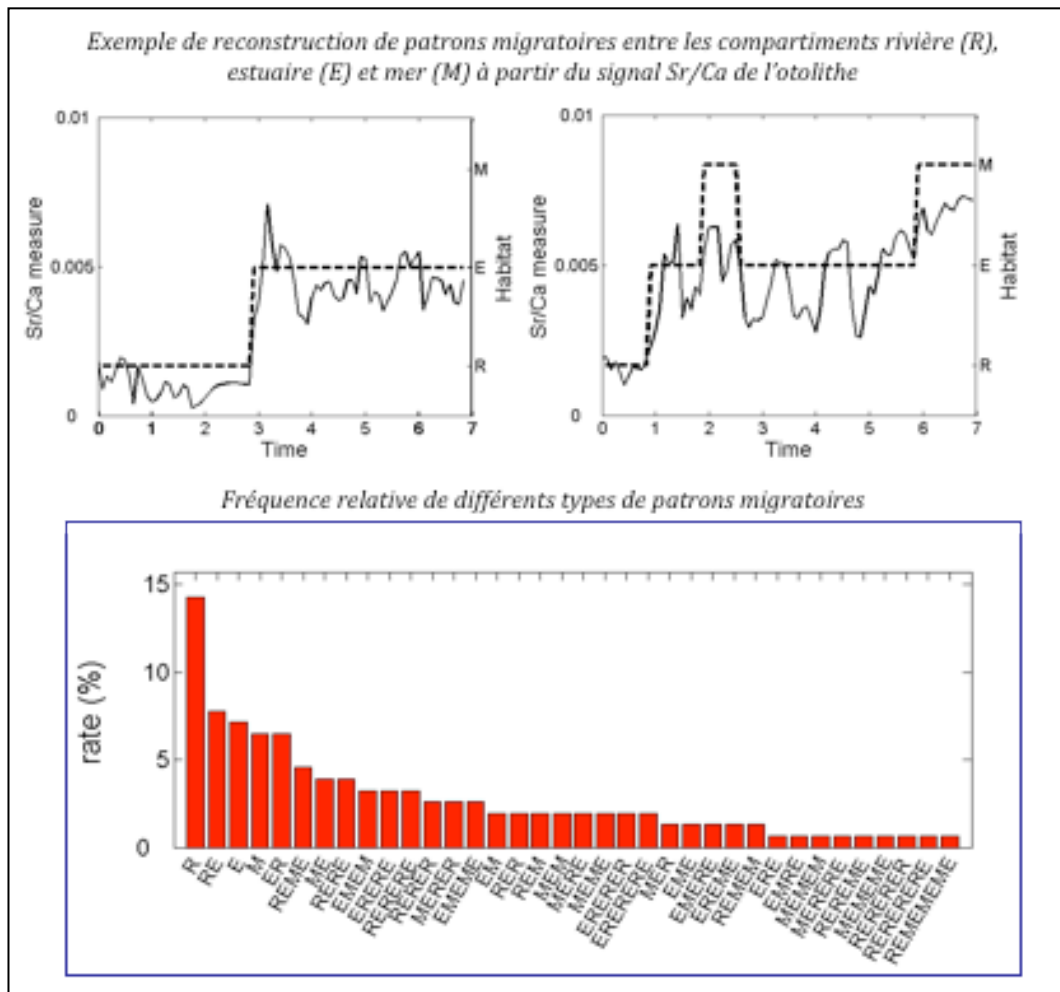 Exemple de reconstruction de patrons migratoires entre les compartiments rivière (R),
estuaire (E) et mer (M) à partir du signal Sr/Ca de l'otolithe
0.01
0.005
0
Sr/Ca measure
M
E
R
Habitat
0 1 2 3 4 5 6 7
Time
0.01
0.005
0
Sr/Ca measure
M
E
R
Habitat
0 1 2 3 4 5 6 7
Time
Fréquence relative de différents types de patrons migratoires
15
10
5
0
rate (%)
R
RE
E
M
ER
REME
ME
RERE
EMEM
ERERE
RERERE
RERER
MERER
EMEME
EM
RER
REM
MEM
MERE
MEME
ERERER
ERERERE
MER
EME
EMERE
EREME
REMEM
ERE
EMRE
MEMEM
MERERE
REREME
MEMEME
RERERER
RERERERE
REMEMEME